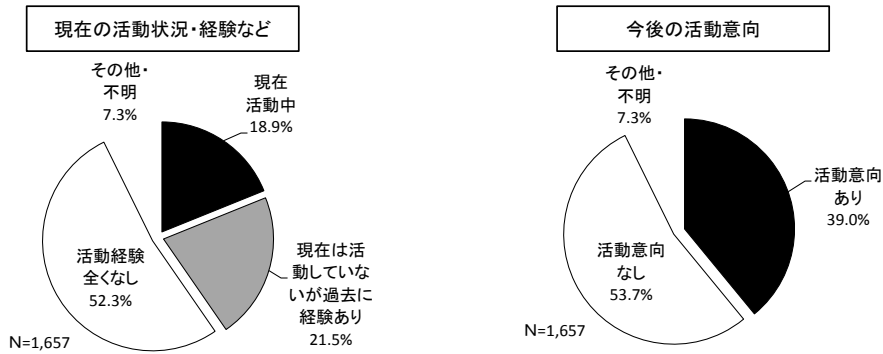 現在の活動状況・経験など
その他・
不明
7.3%
現在
活動中
18.9%
活動経験
全くなし
52.3%
現在は活
動していな
いが過去に
経験あり
21.5%
N=1,657
今後の活動意向
その他・
不明
7.3%
活動意向
あり
39.0%
活動意向
なし
53.7%
N=1,657